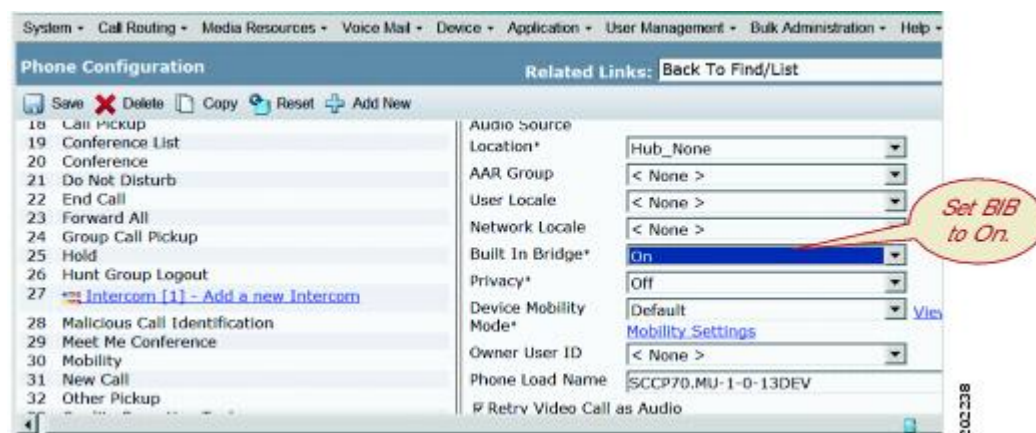 System Call Routing Media Resources Voice Mail Device Application User Management Bulk Administration Help
Phone Configuration
Related Links: Back To Find/List
Save Delete Copy Reset Add New
18 Call Pickup
19 Conference List
20 Conference
21 Do Not Disturb
22 End Call
23 Forward All
24 Group Call Pickup
25 Hold
26 Hunt Group Logout
27 Intercom [1] - Add a new Intercom
28 Malicious Call Identification
29 Meet Me Conference
30 Mobility
31 New Call
32 Other Pickup
Audio Source
Location* Hub_None
AAR Group < None >
User Locale < None >
Network Locale < None >
Built In Bridge* On
Privacy* Off
Device Mobility Mode* Default View
Mobility Settings
Owner User ID < None >
Phone Load Name SCCP70.MU-1-0-13DEV
Retry Video Call as Audio
Set BIB
to On.
202238